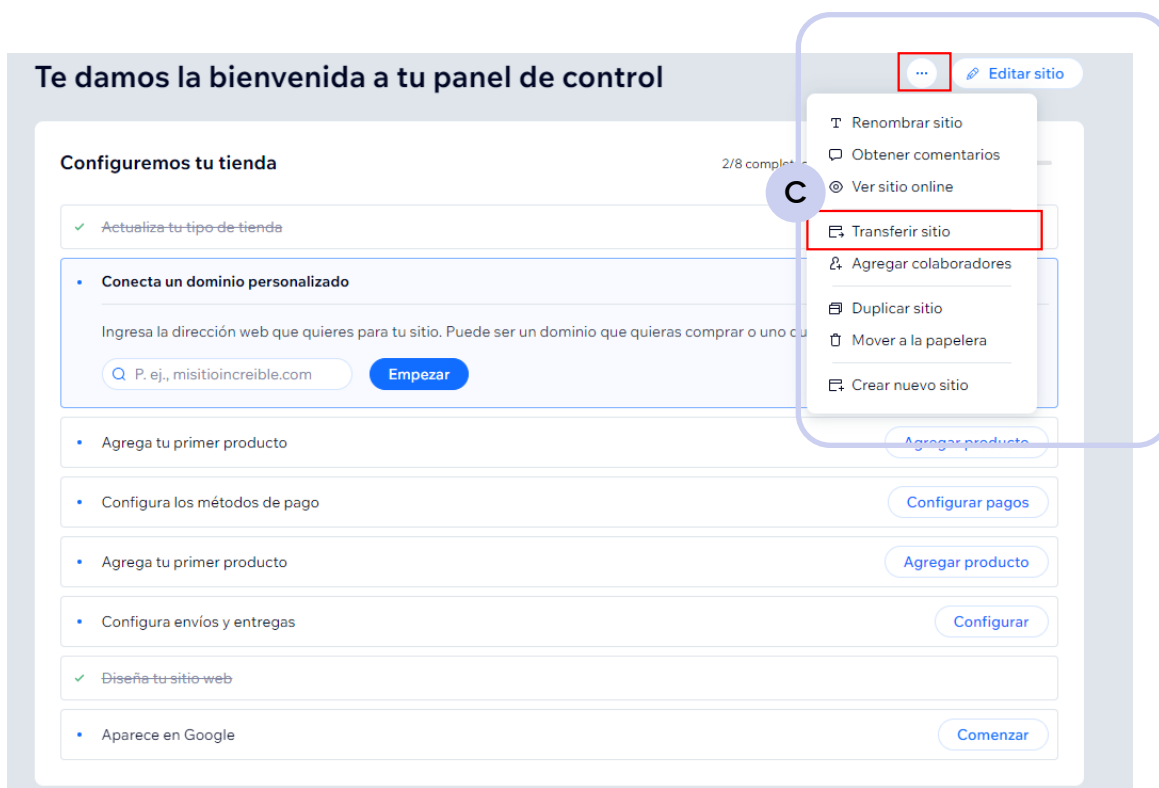 Te damos la bienvenida a tu panel de control
...
Editar sitio
Configuremos tu tienda
2/8
Renombrar sitio
Obtener comentarios
Ver sitio online
C
Transferir sitio
Agregar colaboradores
Duplicar sitio
Mover a la papelera
Crear nuevo sitio
Actualiza tu tipo de tienda
Conecta un dominio personalizado
Ingresa la dirección web que quieres para tu sitio. Puede ser un dominio que quieras comprar o uno
P. ej., misitioincreible.com
Empezar
Agrega tu primer producto
Agregar producto
Configura los métodos de pago
Configurar pagos
Agrega tu primer producto
Agregar producto
Configura envíos y entregas
Configurar
Diseña tu sitio web
Aparece en Google
Comenzar